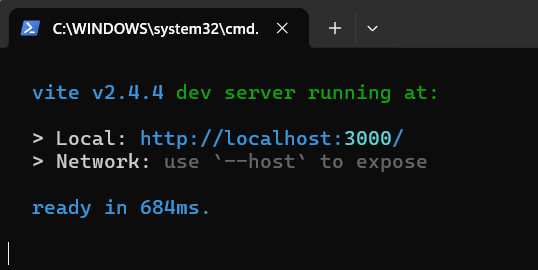 C:\WINDOWS\system32\cmd.
vite v2.4.4 dev server running at:
> Local: http://localhost:3000/
> Network: use `--host` to expose
ready in 684ms.